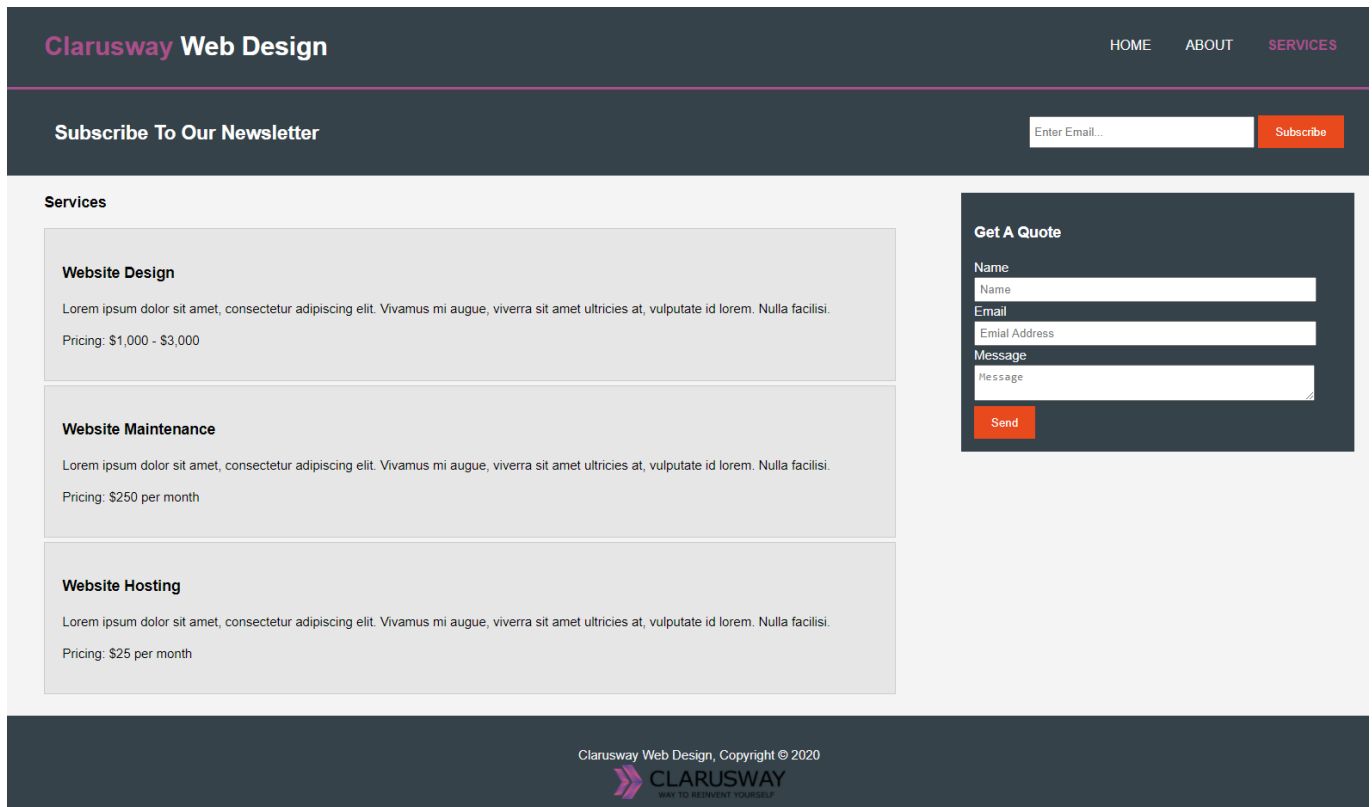 Clarusway Web Design
HOME ABOUT SERVICES
Subscribe To Our Newsletter
Enter Email...
Subscribe
Services
Website Design
Lorem ipsum dolor sit amet, consectetur adipiscing elit. Vivamus mi augue, viverra sit amet ultricies at, vulputate id lorem. Nulla facilisi.
Pricing: $1,000 - $3,000
Website Maintenance
Lorem ipsum dolor sit amet, consectetur adipiscing elit. Vivamus mi augue, viverra sit amet ultricies at, vulputate id lorem. Nulla facilisi.
Pricing: $250 per month
Website Hosting
Lorem ipsum dolor sit amet, consectetur adipiscing elit. Vivamus mi augue, viverra sit amet ultricies at, vulputate id lorem. Nulla facilisi.
Pricing: $25 per month
Get A Quote
Name
Name
Email
Emial Address
Message
Message
Send
Clarusway Web Design, Copyright © 2020
CLARUSWAY
WAY TO REINVENT YOURSELF